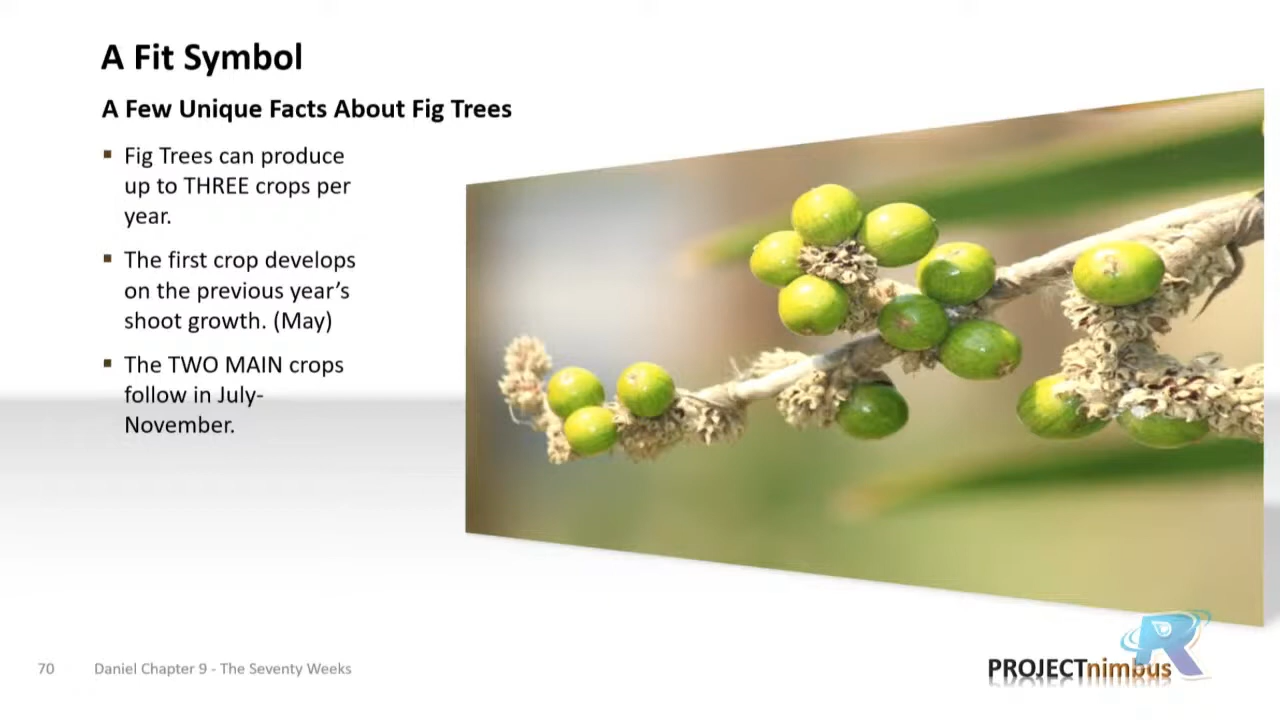 A Fit Symbol
A Few Unique Facts About Fig Trees
▪ Fig Trees can produce
up to THREE crops per
year.
▪ The first crop develops
on the previous year’s
shoot growth. (May)
▪ The TWO MAIN crops
follow in July-
November.
70 Daniel Chapter 9 - The Seventy Weeks
PROJECTnimbus
R